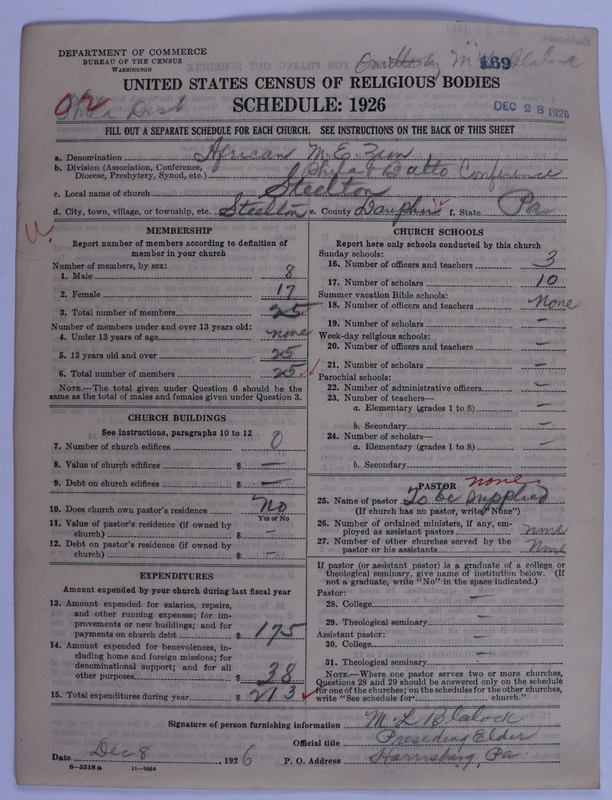 DEPARTMENT OF COMMERCE
BUREAU OF THE CENSUS
WASHINGTON
169
UNITED STATES CENSUS OF RELIGIOUS BODIES
SCHEDULE: 1926
DEC 28 1926
FILL OUT A SEPARATE SCHEDULE FOR EACH CHURCH. SEE INSTRUCTIONS ON THE BACK OF THIS SHEET
a. Denomination African M. E. Zion
b. Division (Association, Conference, Diocese, Presbytery, Synod, etc.) Phila & Balto Conference
c. Local name of church Steelton
d. City, town, village, or township, etc. Steelton e. County Dauphin f. State Pa
MEMBERSHIP
Report number of members according to definition of member in your church
Number of members, by sex:
1. Male 8
2. Female 17
3. Total number of members 25
Number of members under and over 13 years old:
4. Under 13 years of age none
5. 13 years old and over 25
6. Total number of members 25
NOTE.—The total given under Question 6 should be the same as the total of males and females given under Question 3.
CHURCH BUILDINGS
See instructions, paragraphs 10 to 12
7. Number of church edifices 0
8. Value of church edifices $ —
9. Debt on church edifices $ —
10. Does church own pastor's residence No
Yes or No
11. Value of pastor's residence (if owned by church) $ —
12. Debt on pastor's residence (if owned by church) $ —
EXPENDITURES
Amount expended by your church during last fiscal year
13. Amount expended for salaries, repairs, and other running expenses; for improvements or new buildings; and for payments on church debt $ 175
14. Amount expended for benevolences, including home and foreign missions; for denominational support; and for all other purposes $ 38
15. Total expenditures during year $ 213
CHURCH SCHOOLS
Report here only schools conducted by this church
Sunday schools:
16. Number of officers and teachers 3
17. Number of scholars 10
Summer vacation Bible schools:
18. Number of officers and teachers None
19. Number of scholars —
Week-day religious schools:
20. Number of officers and teachers —
21. Number of scholars —
Parochial schools:
22. Number of administrative officers —
23. Number of teachers—
a. Elementary (grades 1 to 8) —
b. Secondary —
24. Number of scholars—
a. Elementary (grades 1 to 8) —
b. Secondary
PASTOR none
25. Name of pastor To be supplied
(If church has no pastor, write "None")
26. Number of ordained ministers, if any, employed as assistant pastors none
27. Number of other churches served by the pastor or his assistants None
If pastor (or assistant pastor) is a graduate of a college or theological seminary, give name of institution below. (If not a graduate, write "No" in the space indicated.)
Pastor:
28. College —
29. Theological seminary —
Assistant pastor:
30. College —
31. Theological seminary —
NOTE.—Where one pastor serves two or more churches, Questions 28 and 29 should be answered only on the schedule for one of the churches; on the schedules for the other churches, write "See schedule for church."
Signature of person furnishing information M. L. Blalock
Official title Presiding Elder
Date Dec 8, 1926 P. O. Address Harrisburg, Pa
8—5518 a 11—9024